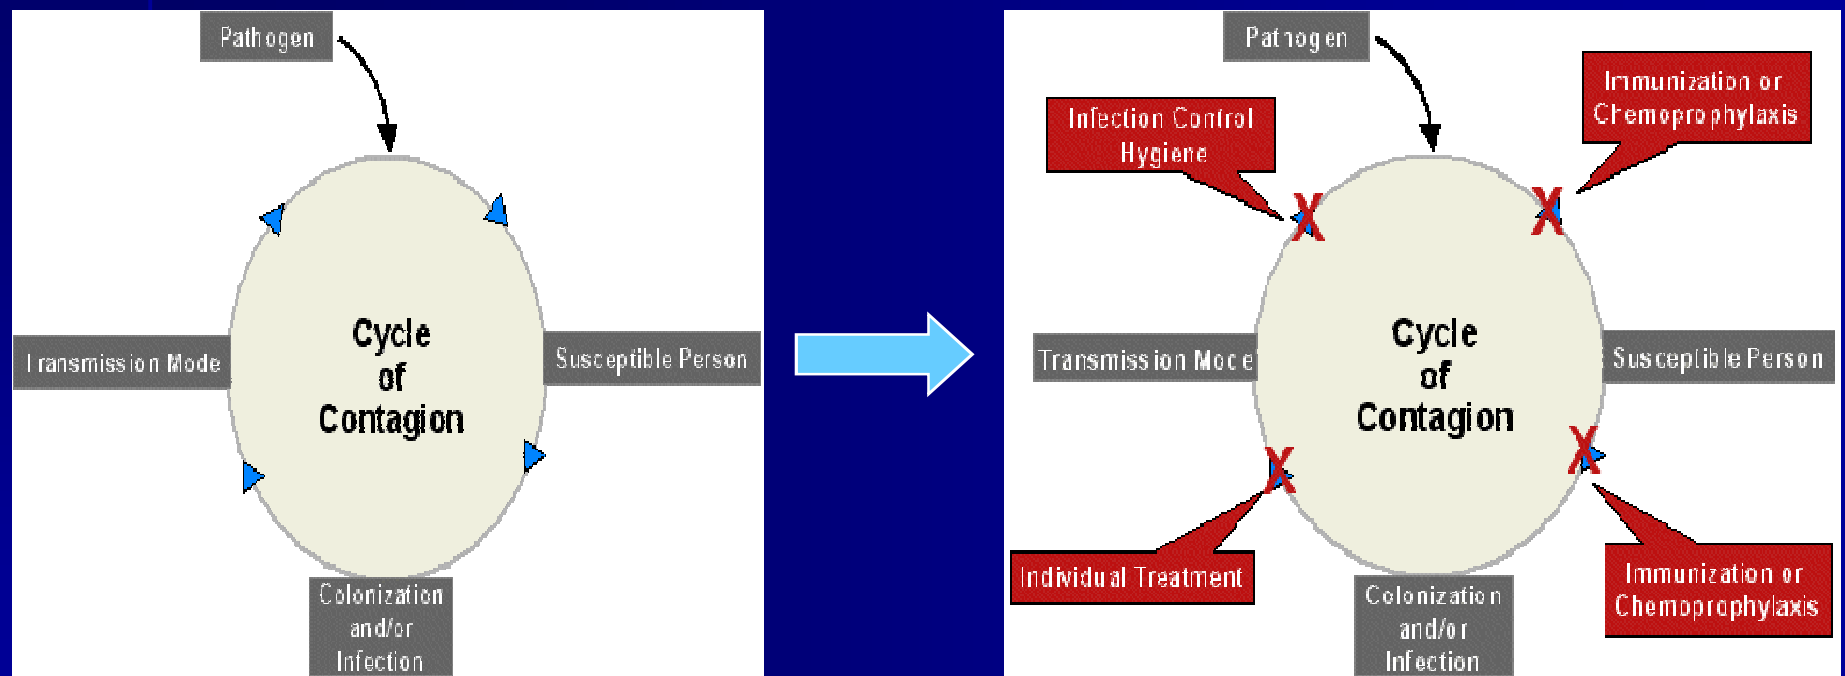 Pathogen
Cycle
of
Contagion
Transmission Mode
Susceptible Person
Colonization
and/or
Infection
Pathogen
Immunization or
Chemoprophylaxis
Infection Control
Hygiene
Cycle
of
Contagion
Transmission Mode
Susceptible Person
Individual Treatment
Immunization or
Chemoprophylaxis
Colonization
and/or
Infection